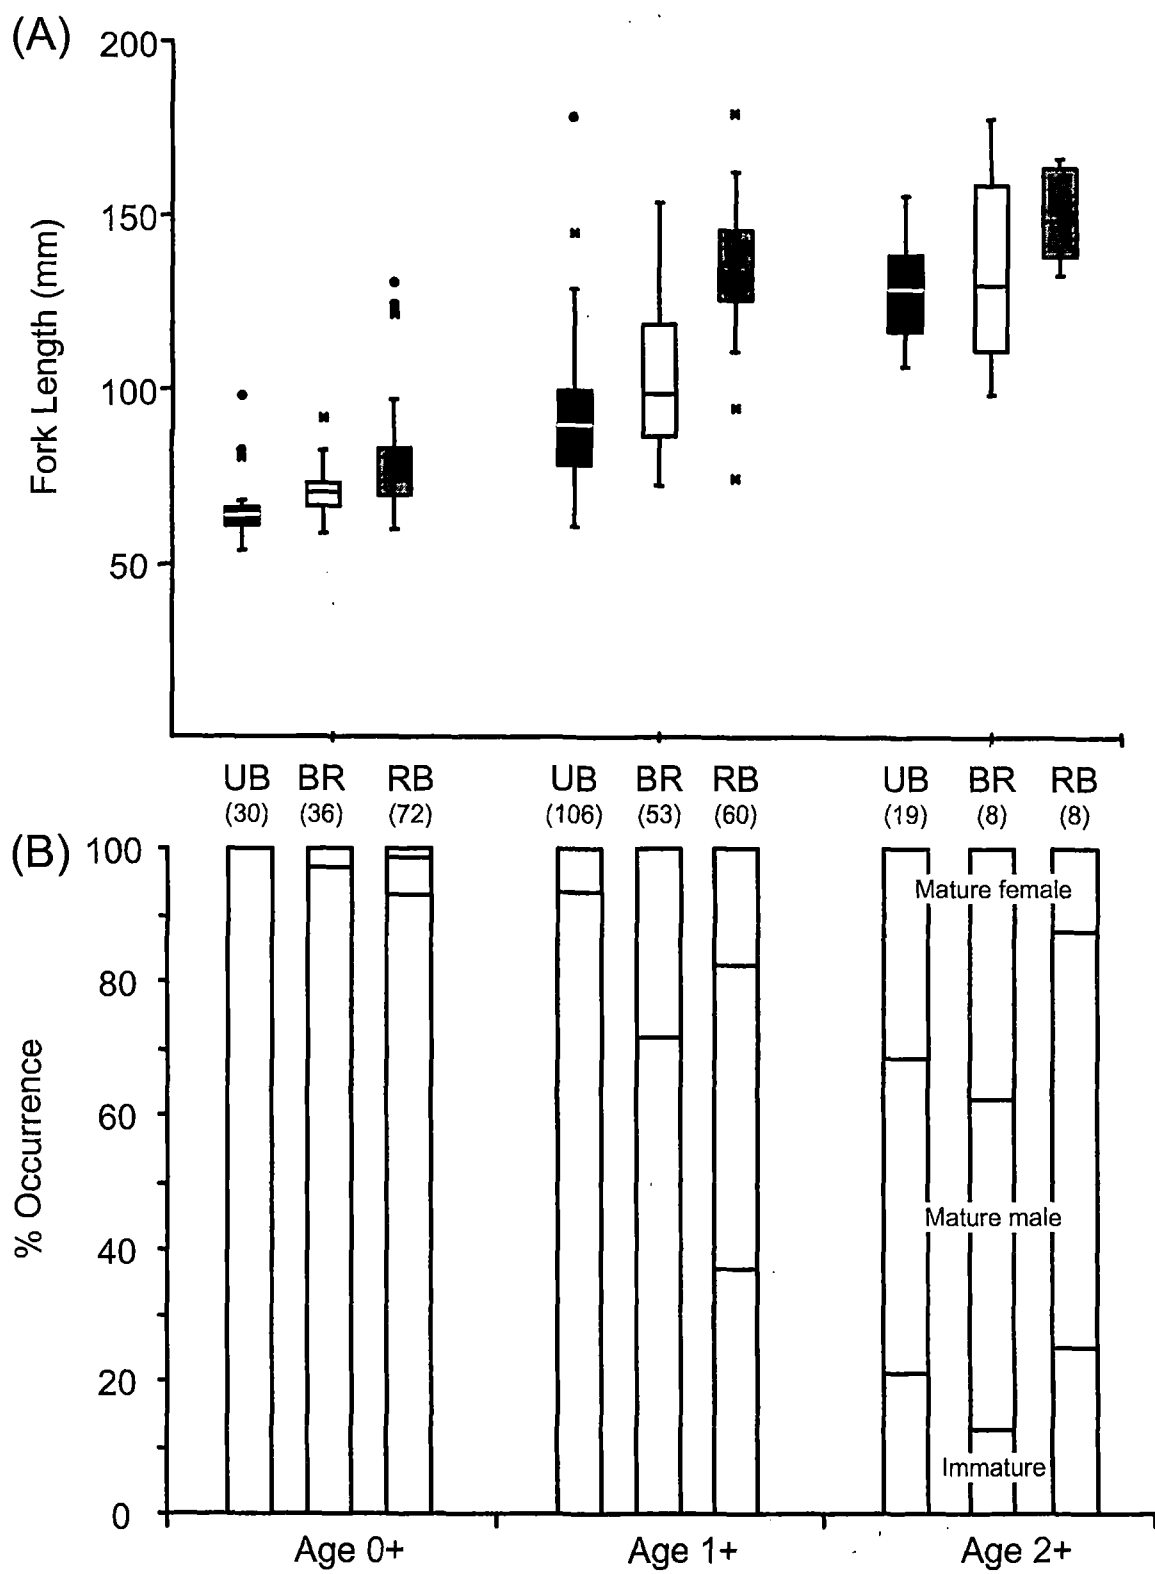 (A)
200
150
100
50
Fork Length (mm)
UB BR RB UB BR RB UB BR RB
(30) (36) (72) (106) (53) (60) (19) (8) (8)
(B)
100
80
60
40
20
0
% Occurrence
Mature female
Mature male
Immature
Age 0+ Age 1+ Age 2+